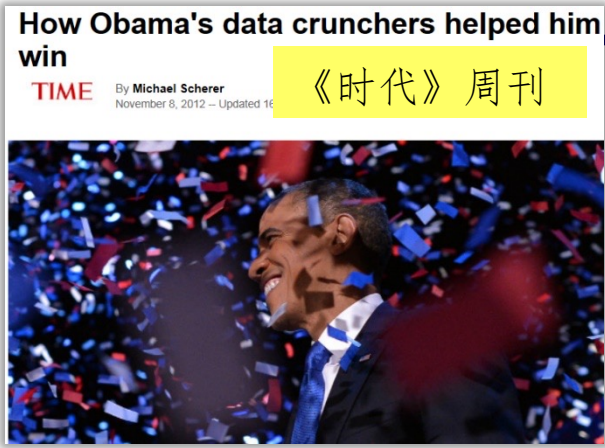 How Obama's data crunchers helped him
win
TIME
By Michael Scherer
November 8, 2012 -- Updated 16
《时代》周刊